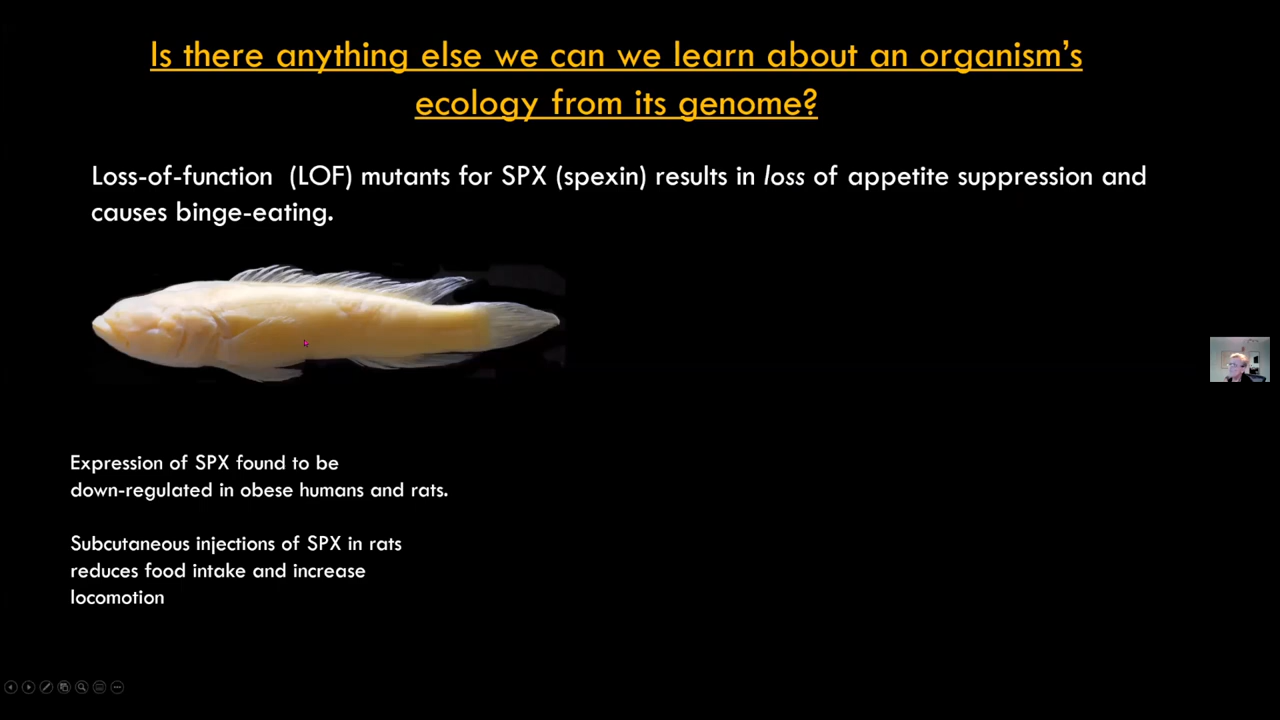 Is there anything else we can we learn about an organism’s
ecology from its genome?
Loss-of-function (LOF) mutants for SPX (spexin) results in loss of appetite suppression and
causes binge-eating.
Expression of SPX found to be
down-regulated in obese humans and rats.
Subcutaneous injections of SPX in rats
reduces food intake and increase
locomotion